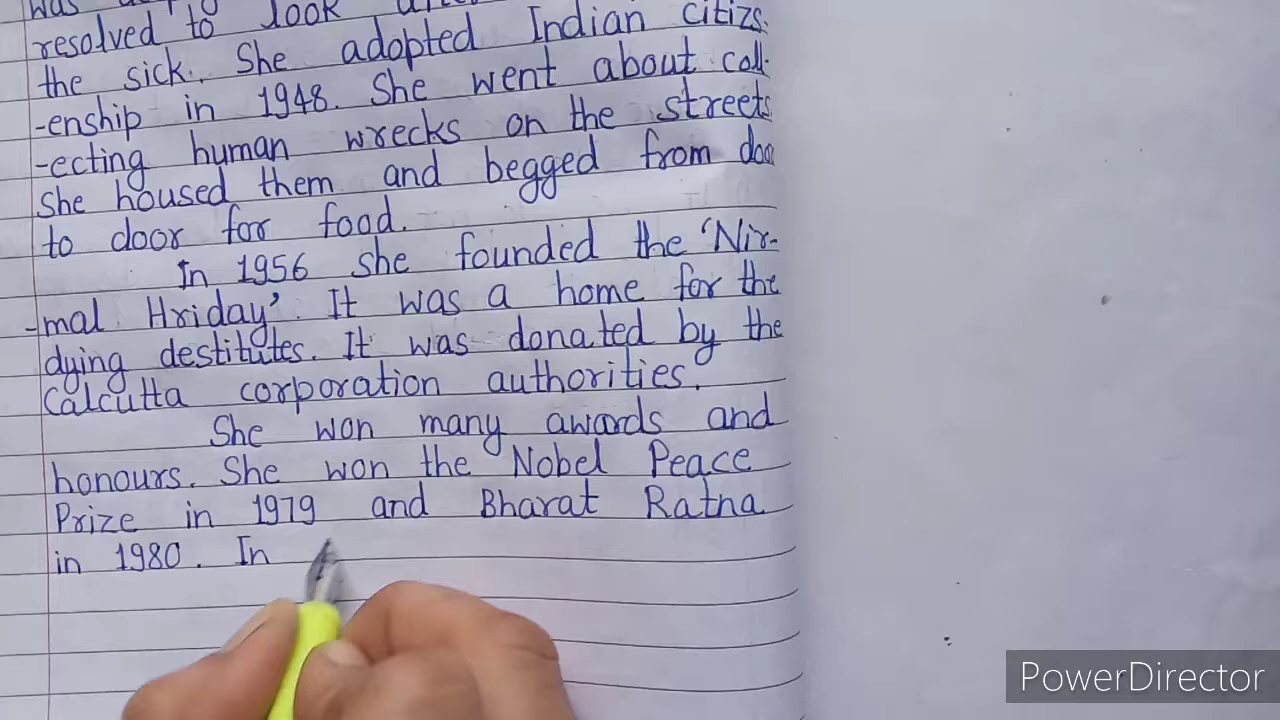 was
resolved to look
the sick. She adopted Indian citizs.
-enship in 1948. She went about coll.
-ecting human wrecks on the streets.
She housed them and begged from doo
to door for food.
In 1956 she founded the 'Nir-
-mal Hriday'. It was a home for the
dying destitutes. It was donated by the
Calcutta corporation authorities.
She won many awards and
honours. She won the Nobel Peace
Prize in 1979 and Bharat Ratna
in 1980. In
PowerDirector